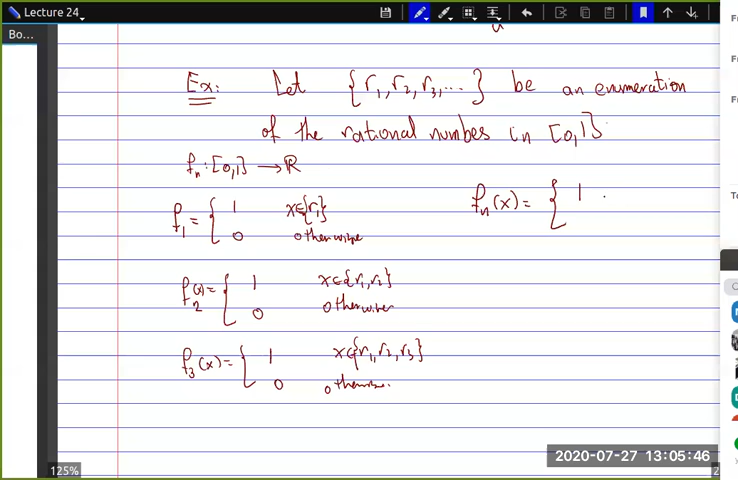 Lecture 24
Bo...
Ex: Let {r₁, r₂, r₃, ...} be an enumeration
of the rational numbers in [0,1]
fₙ: [0,1] → ℝ
f₁ = { 1 x∈{r₁}
0 otherwise
fₙ(x) = { 1
f₂(x) = { 1 x∈{r₁, r₂}
0 otherwise
f₃(x) = { 1 x∈{r₁, r₂, r₃}
0 otherwise.
125%
2020-07-27 13:05:46